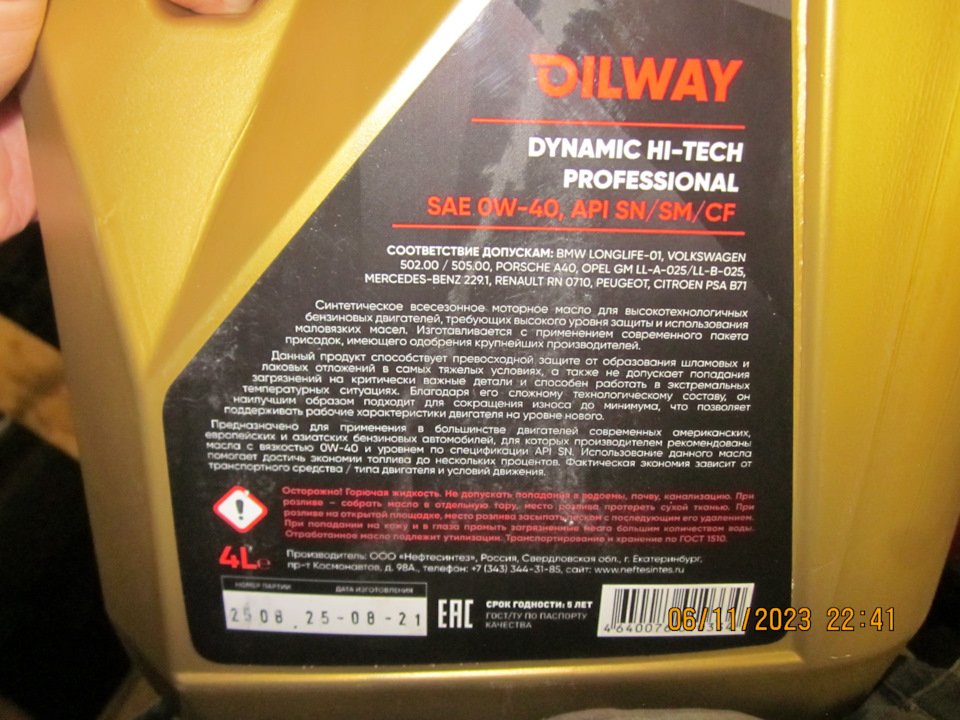 OILWAY
DYNAMIC HI-TECH
PROFESSIONAL
SAE 0W-40, API SN/SM/CF
СООТВЕТСТВИЕ ДОПУСКАМ: BMW LONGLIFE-01, VOLKSWAGEN
502.00 / 505.00, PORSCHE A40, OPEL GM LL-A-025/LL-B-025,
MERCEDES-BENZ 229.1, RENAULT RN 0710, PEUGEOT, CITROEN PSA B71
Синтетическое всесезонное моторное масло для высокотехнологичных
бензиновых двигателей, требующих высокого уровня защиты и использования
маловязких масел. Изготавливается с применением современного пакета
присадок, имеющего одобрения крупнейших производителей.
Данный продукт способствует превосходной защите от образования шламовых и
лаковых отложений в самых тяжелых условиях, а также не допускает попадания
загрязнений на критически важные детали и способен работать в экстремальных
температурных ситуациях. Благодаря его сложному технологическому составу, он
наилучшим образом подходит для сокращения износа до минимума, что позволяет
поддерживать рабочие характеристики двигателя на уровне нового.
Предназначено для применения в большинстве двигателей современных американских,
европейских и азиатских бензиновых автомобилей, для которых производителем рекомендованы
масла с вязкостью 0W-40 и уровнем по спецификации API SN. Использование данного масла
помогает достичь экономии топлива до нескольких процентов. Фактическая экономия зависит от
транспортного средства / типа двигателя и условий движения.
Осторожно! Горючая жидкость. Не допускать попадания в водоемы, почву, канализацию. При
розливе – собрать масло в отдельную тару, место розлива протереть сухой тканью. При
розливе на открытой площадке, место розлива засыпать песком с последующим его удалением.
При попадании на кожу и в глаза промыть загрязненные места большим количеством воды.
Отработанное масло подлежит утилизации. Транспортирование и хранение по ГОСТ 1510.
4L e
Производитель: ООО «Нефтесинтез», Россия, Свердловская обл., г. Екатеринбург,
пр-т Космонавтов, д. 98А., телефон: +7 (343) 344-31-85, сайт: www.neftesintes.ru
НОМЕР ПАРТИИ ДАТА ИЗГОТОВЛЕНИЯ
2508 25-08-21
EAC
СРОК ГОДНОСТИ: 5 ЛЕТ
ГОСТ/ТУ ПО ПАСПОРТУ
КАЧЕСТВА
06/11/2023 22:41